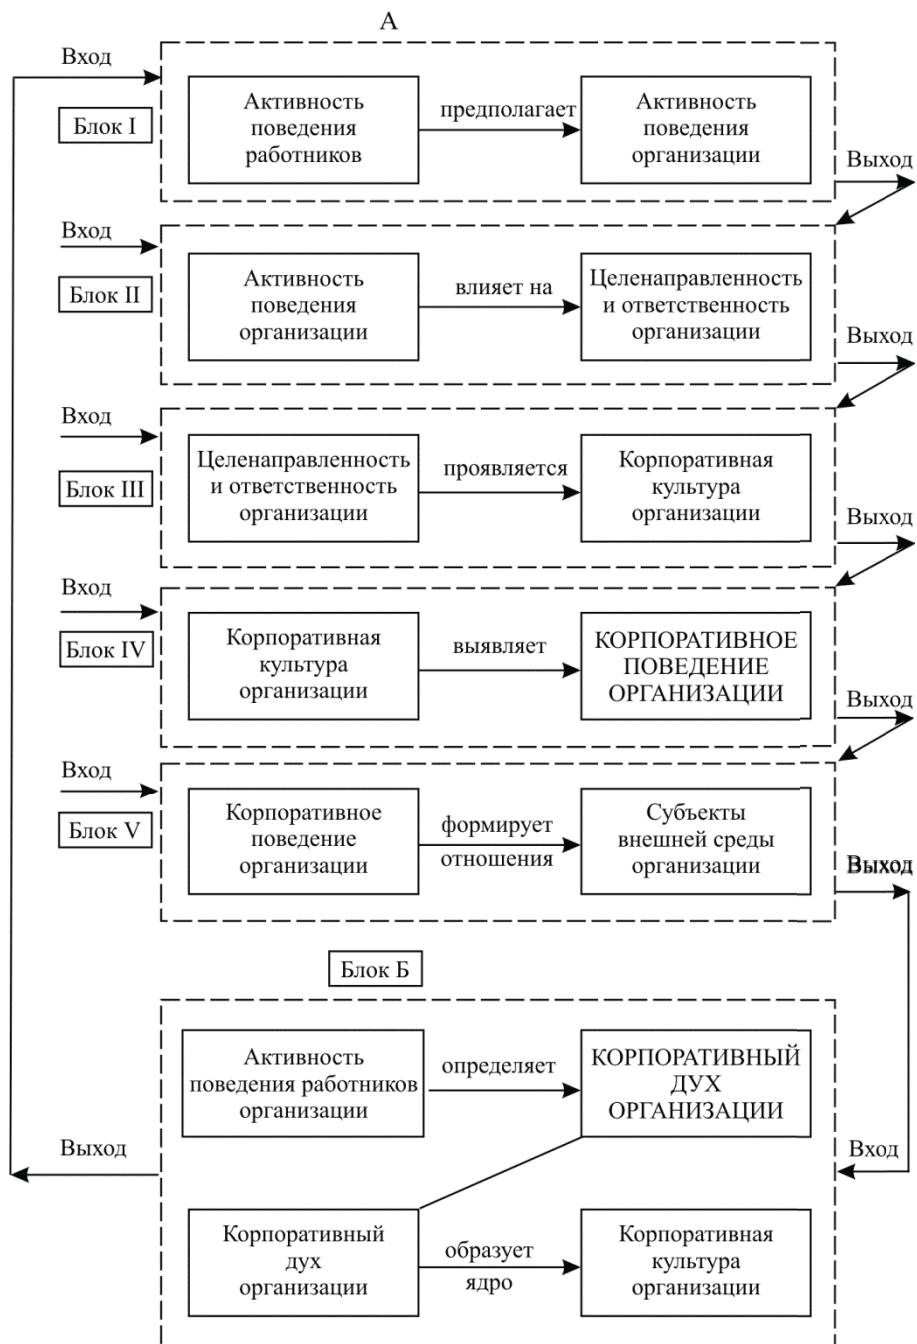 А
Вход
Блок I
Активность
поведения
работников
предполагает
Активность
поведения
организации
Выход
Вход
Блок II
Активность
поведения
организации
влияет на
Целенаправленность
и ответственность
организации
Выход
Вход
Блок III
Целенаправленность
и ответственность
организации
проявляется
Корпоративная
культура
организации
Выход
Вход
Блок IV
Корпоративная
культура
организации
выявляет
КОРПОРАТИВНОЕ
ПОВЕДЕНИЕ
ОРГАНИЗАЦИИ
Выход
Вход
Блок V
Корпоративное
поведение
организации
формирует
отношения
Субъекты
внешней среды
организации
Выход
Блок Б
Активность
поведения работников
организации
определяет
КОРПОРАТИВНЫЙ
ДУХ
ОРГАНИЗАЦИИ
Выход
Вход
Корпоративный
дух
организации
образует
ядро
Корпоративная
культура
организации